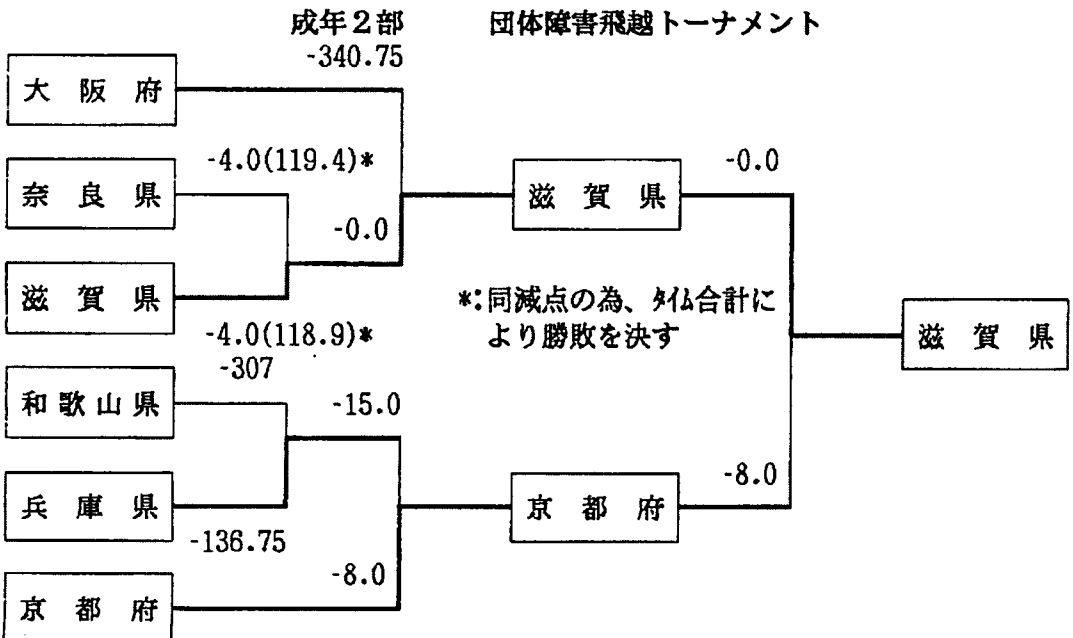 成年２部 団体障害飛越トーナメント
-340.75
大阪府
-4.0(119.4)*
-0.0
奈良県
滋賀県
-0.0
滋賀県
*:同減点の為、タイム合計に
より勝敗を決す
滋賀県
-4.0(118.9)*
-307
和歌山県
-15.0
-8.0
兵庫県
京都府
-136.75
-8.0
京都府